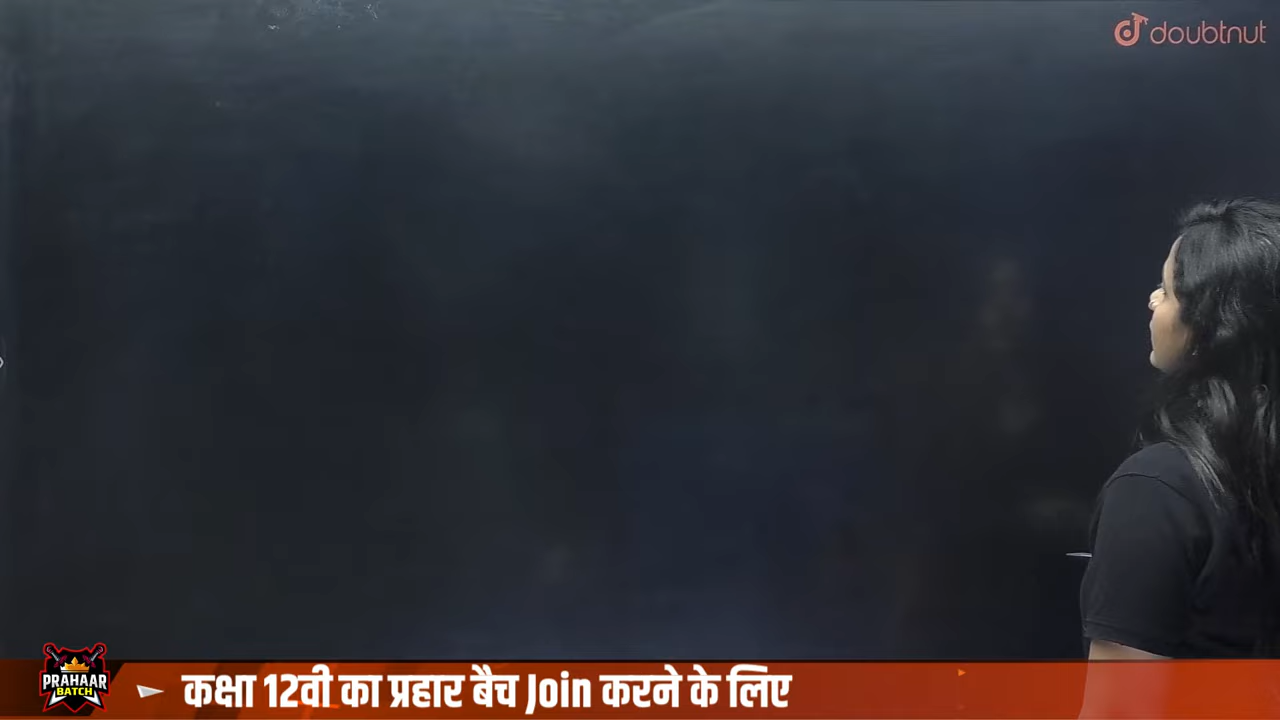 doubtnut
PRAHAAR
BATCH
कक्षा 12वी का प्रहार बैच Join करने के लिए